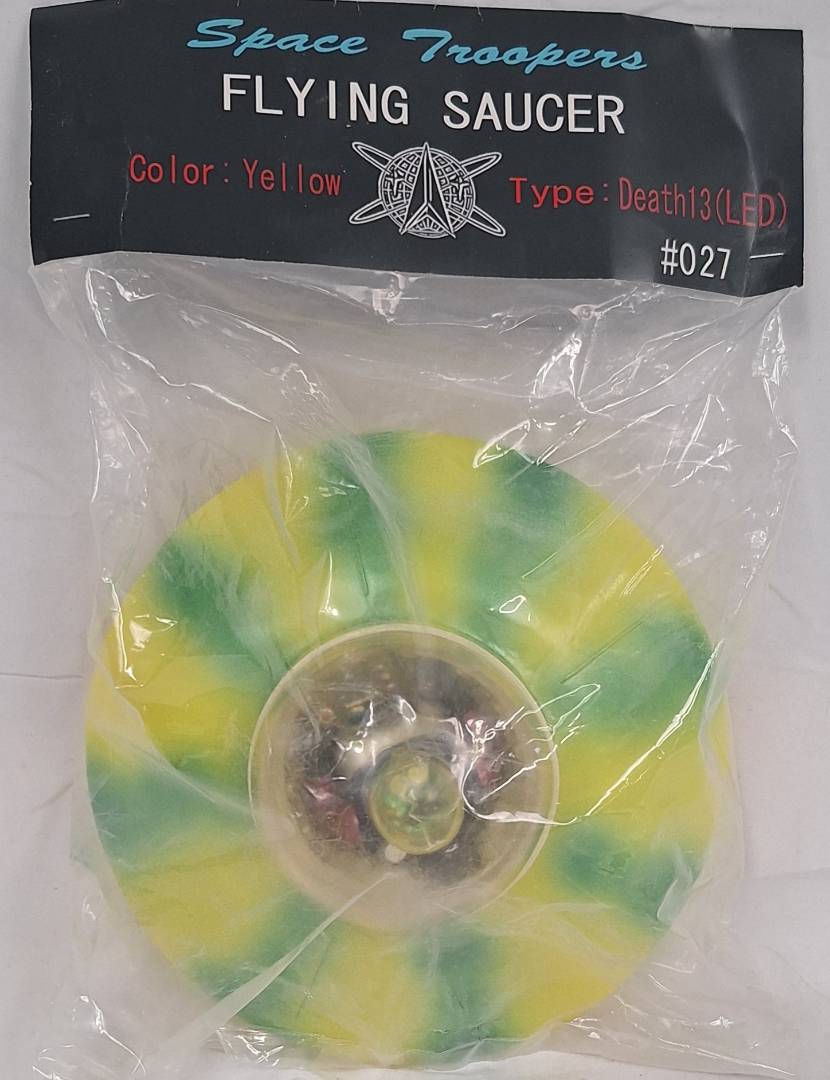 Space Troopers
FLYING SAUCER
Color:Yellow
Type:Death13(LED)
#027